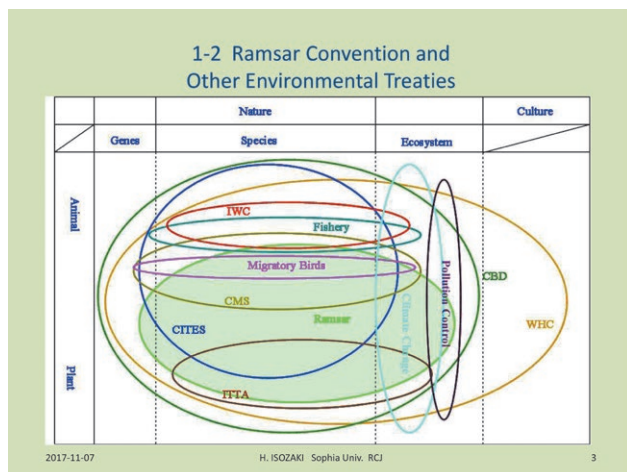 1-2 Ramsar Convention and
Other Environmental Treaties
Nature
Culture
Genes
Species
Ecosystem
Animal
Plant
IWC
Fishery
Migratory Birds
CMS
CITES
Ramsar
ITTA
Climate Change
Pollution Control
CBD
WHC
2017-11-07
H. ISOZAKI Sophia Univ. RCJ
3